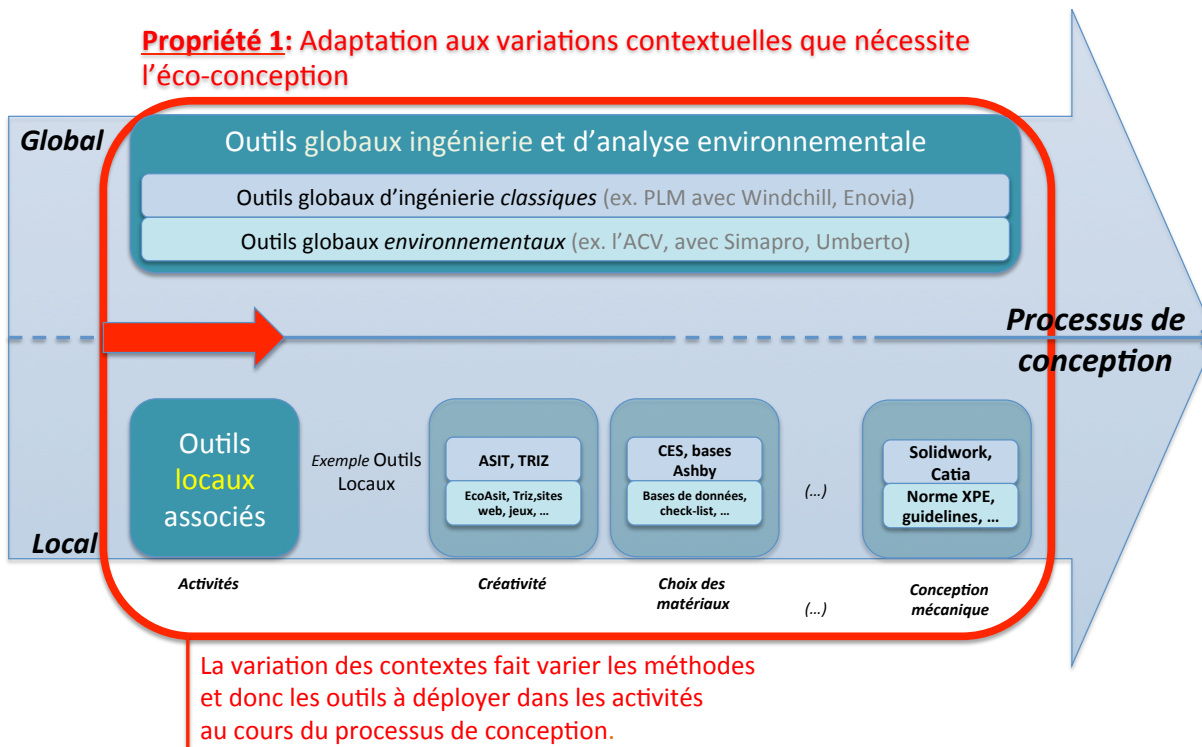 Propriété 1: Adaptation aux variations contextuelles que nécessite
l'éco-conception
Global
Outils globaux ingénierie et d'analyse environnementale
Outils globaux d'ingénierie classiques (ex. PLM avec Windchill, Enovia)
Outils globaux environnementaux (ex. l'ACV, avec Simapro, Umberto)
Processus de
conception
Outils
locaux
associés
Exemple Outils
Locaux
ASIT, TRIZ
EcoAsit, Triz,sites
web, jeux, ...
CES, bases
Ashby
Bases de données,
check-list, ...
(...)
Solidwork,
Catia
Norme XPE,
guidelines, ...
Local
Activités
Créativité
Choix des
matériaux
(...)
Conception
mécanique
La variation des contextes fait varier les méthodes
et donc les outils à déployer dans les activités
au cours du processus de conception.